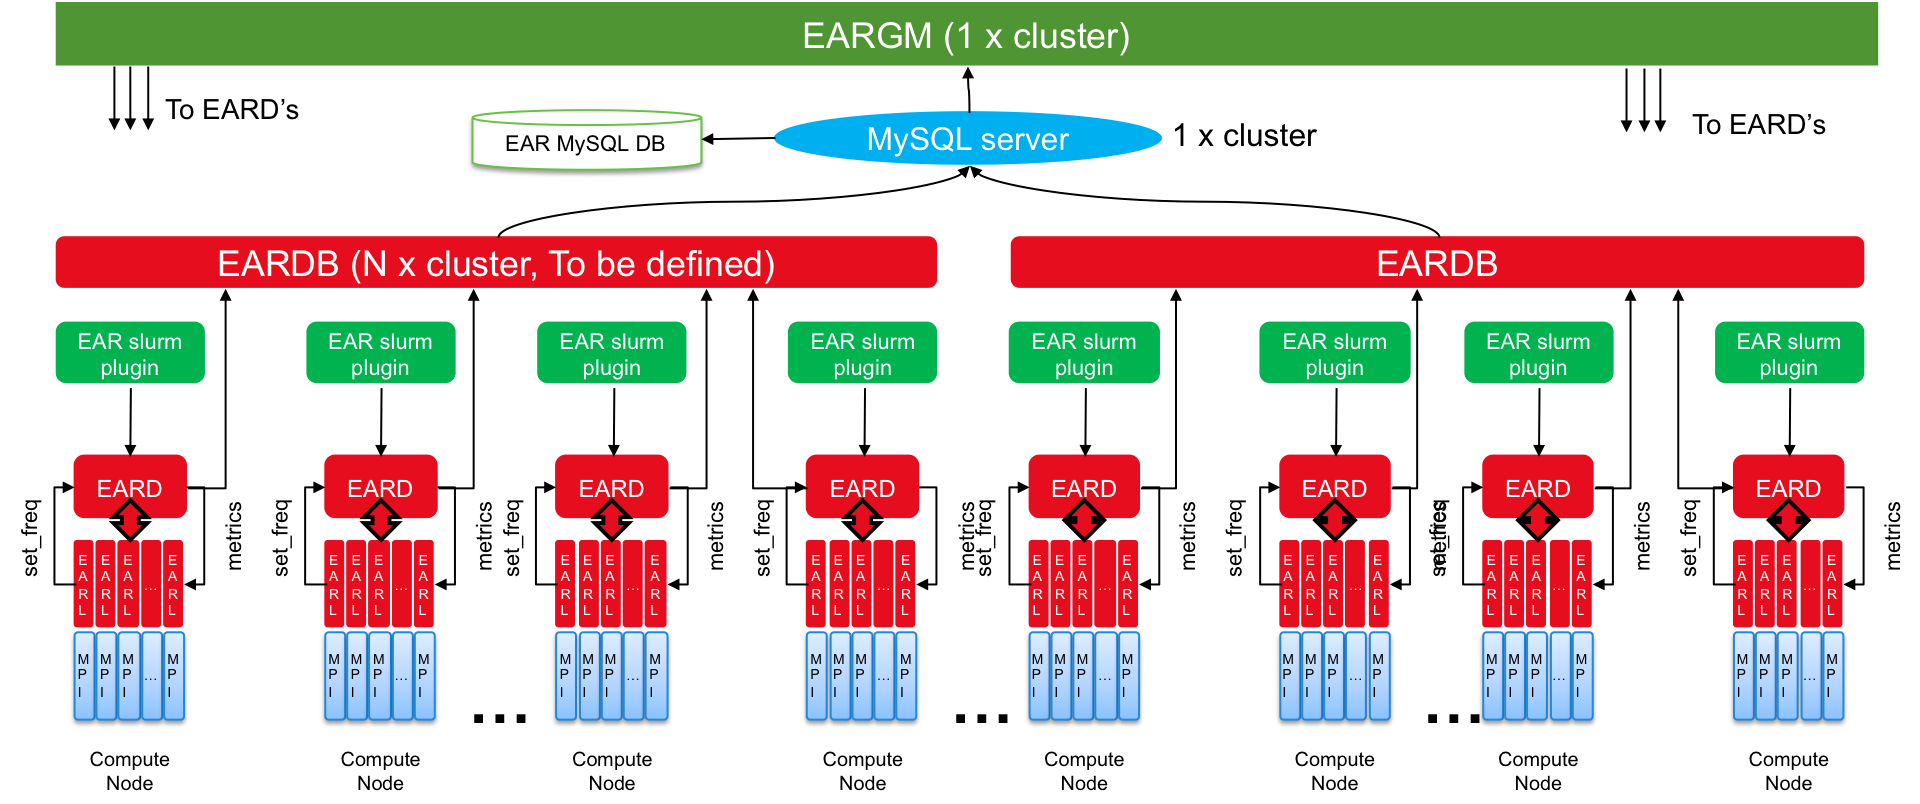 EARGM (1 x cluster)
To EARD’s
To EARD’s
EAR MySQL DB
MySQL server
1 x cluster
EARDB (N x cluster, To be defined)
EARDB
EAR slurm
plugin
EAR slurm
plugin
EAR slurm
plugin
EAR slurm
plugin
EAR slurm
plugin
EAR slurm
plugin
EAR slurm
plugin
EAR slurm
plugin
set_freq
EARD
metrics
set_freq
EARD
metrics
set_freq
EARD
metrics
set_freq
EARD
metrics
set_freq
EARD
metrics
set_freq
EARD
metrics
set_freq
EARD
metrics
set_freq
EARD
metrics
EARL EARL EARL ... EARL
EARL EARL EARL ... EARL
EARL EARL EARL ... EARL
EARL EARL EARL ... EARL
EARL EARL EARL ... EARL
EARL EARL EARL ... EARL
EARL EARL EARL ... EARL
EARL EARL EARL ... EARL
MPI MPI MPI ... MPI
MPI MPI MPI ... MPI
...
MPI MPI MPI ... MPI
MPI MPI MPI ... MPI
...
MPI MPI MPI ... MPI
MPI MPI MPI ... MPI
...
MPI MPI MPI ... MPI
MPI MPI MPI ... MPI
Compute
Node
Compute
Node
Compute
Node
Compute
Node
Compute
Node
Compute
Node
Compute
Node
Compute
Node